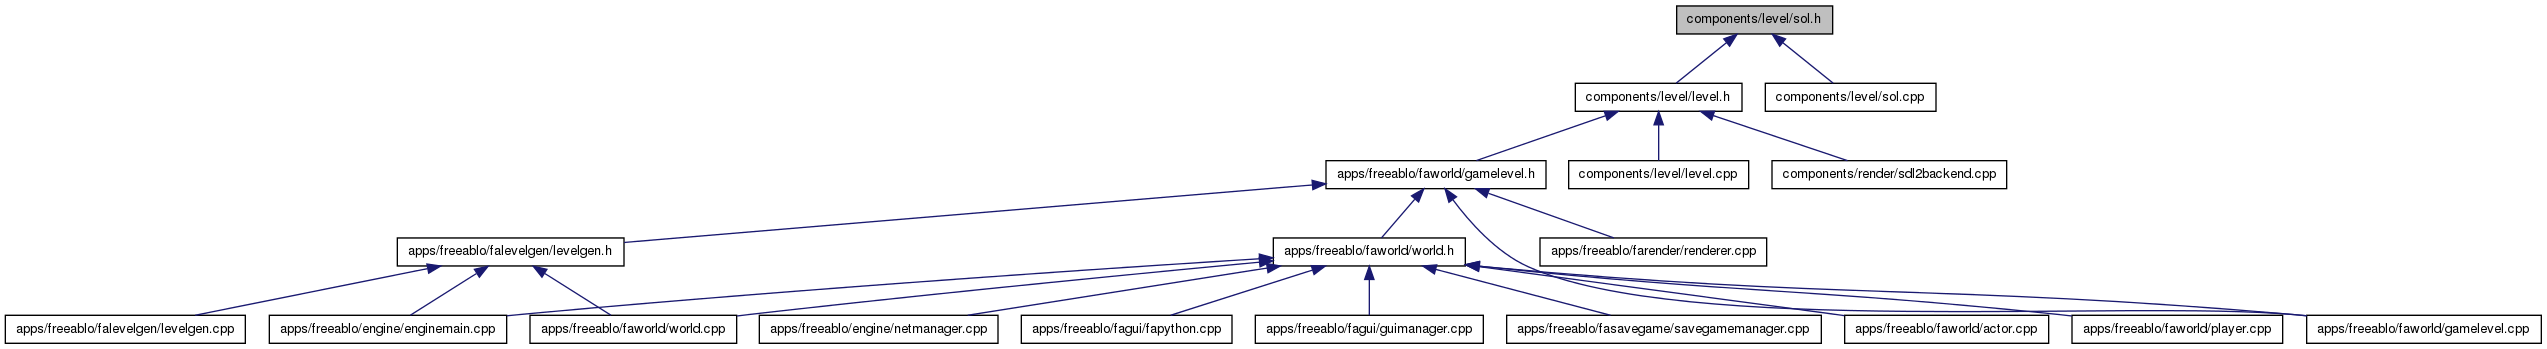 components/level/sol.h
components/level/level.h
components/level/sol.cpp
apps/freeablo/faworld/gamelevel.h
components/level/level.cpp
components/render/sdl2backend.cpp
apps/freeablo/falevelgen/levelgen.h
apps/freeablo/faworld/world.h
apps/freeablo/farender/renderer.cpp
apps/freeablo/falevelgen/levelgen.cpp
apps/freeablo/engine/enginemain.cpp
apps/freeablo/faworld/world.cpp
apps/freeablo/engine/netmanager.cpp
apps/freeablo/fagui/fapython.cpp
apps/freeablo/fagui/guimanager.cpp
apps/freeablo/fasavegame/savegamemanager.cpp
apps/freeablo/faworld/actor.cpp
apps/freeablo/faworld/player.cpp
apps/freeablo/faworld/gamelevel.cpp